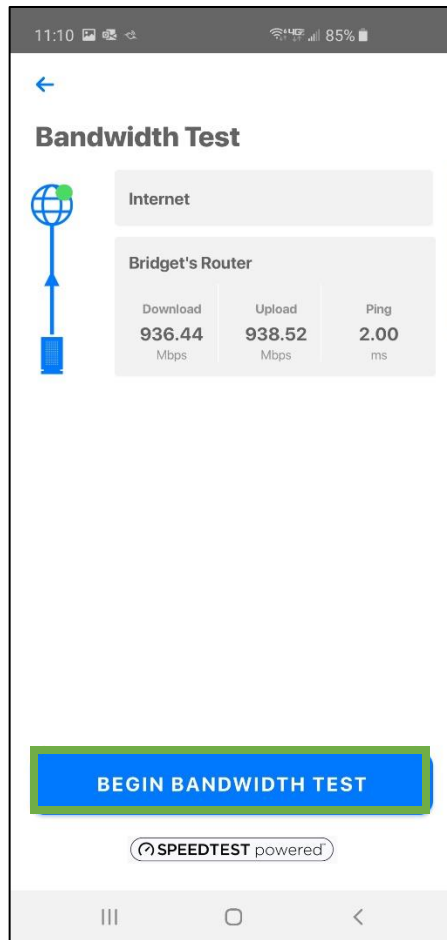 11:10 85%
Bandwidth Test
Internet
Bridget's Router
Download Upload Ping
936.44 938.52 2.00
Mbps Mbps ms
BEGIN BANDWIDTH TEST
SPEEDTEST powered™